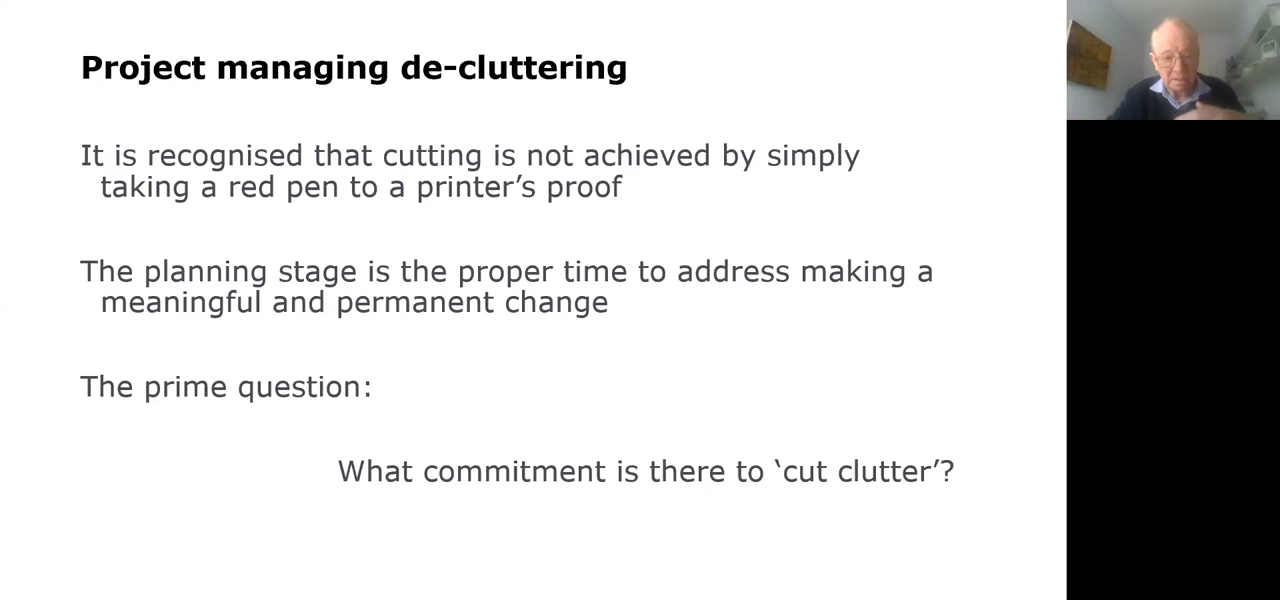 Project managing de-cluttering
It is recognised that cutting is not achieved by simply
taking a red pen to a printer’s proof
The planning stage is the proper time to address making a
meaningful and permanent change
The prime question:
What commitment is there to ‘cut clutter’?